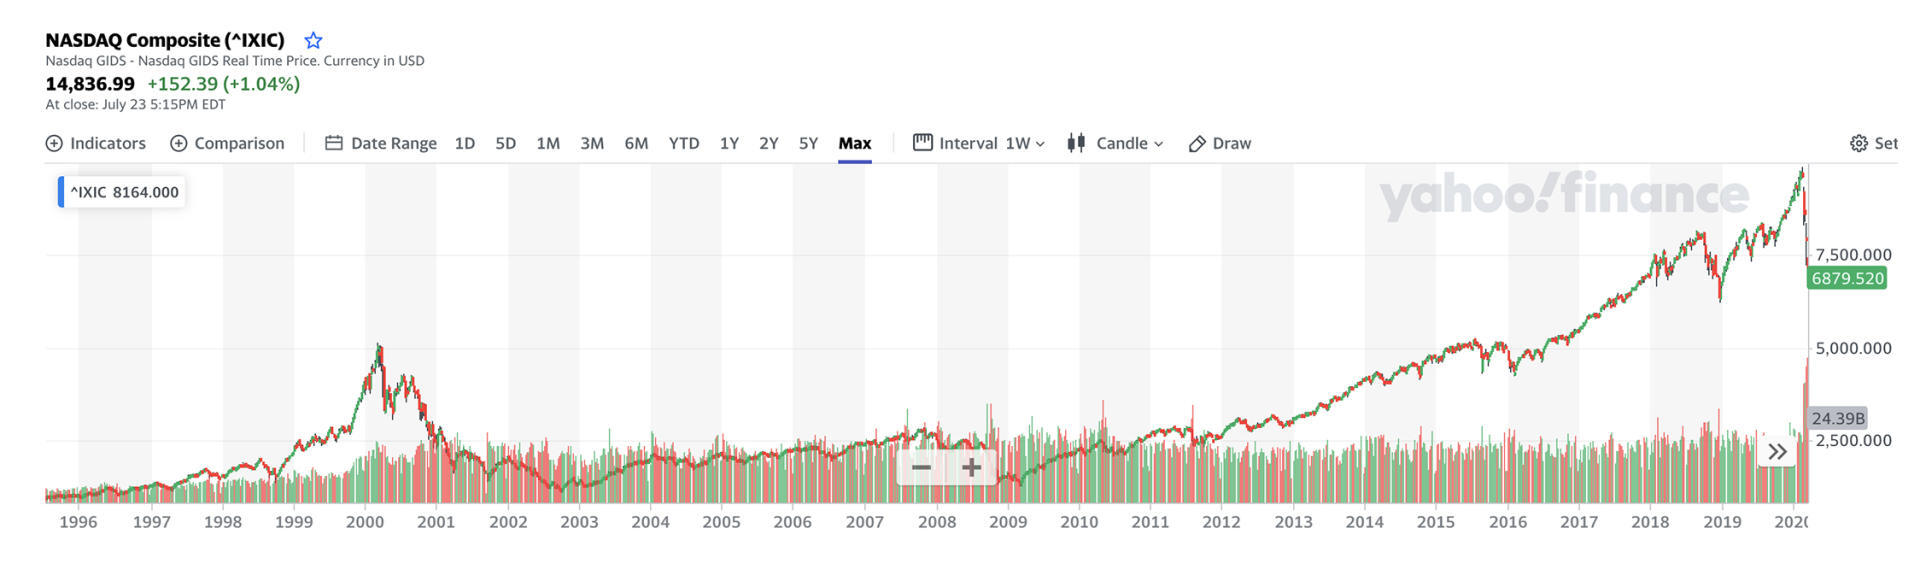 NASDAQ Composite (^IXIC)
Nasdaq GIDS - Nasdaq GIDS Real Time Price. Currency in USD
14,836.99 +152.39 (+1.04%)
At close: July 23 5:15PM EDT
Indicators Comparison Date Range 1D 5D 1M 3M 6M YTD 1Y 2Y 5Y Max Interval 1W Candle Draw Set
^IXIC 8164.000
yahoo!finance
7,500.000
6879.520
5,000.000
24.39B
2,500.000
1996 1997 1998 1999 2000 2001 2002 2003 2004 2005 2006 2007 2008 2009 2010 2011 2012 2013 2014 2015 2016 2017 2018 2019 2020